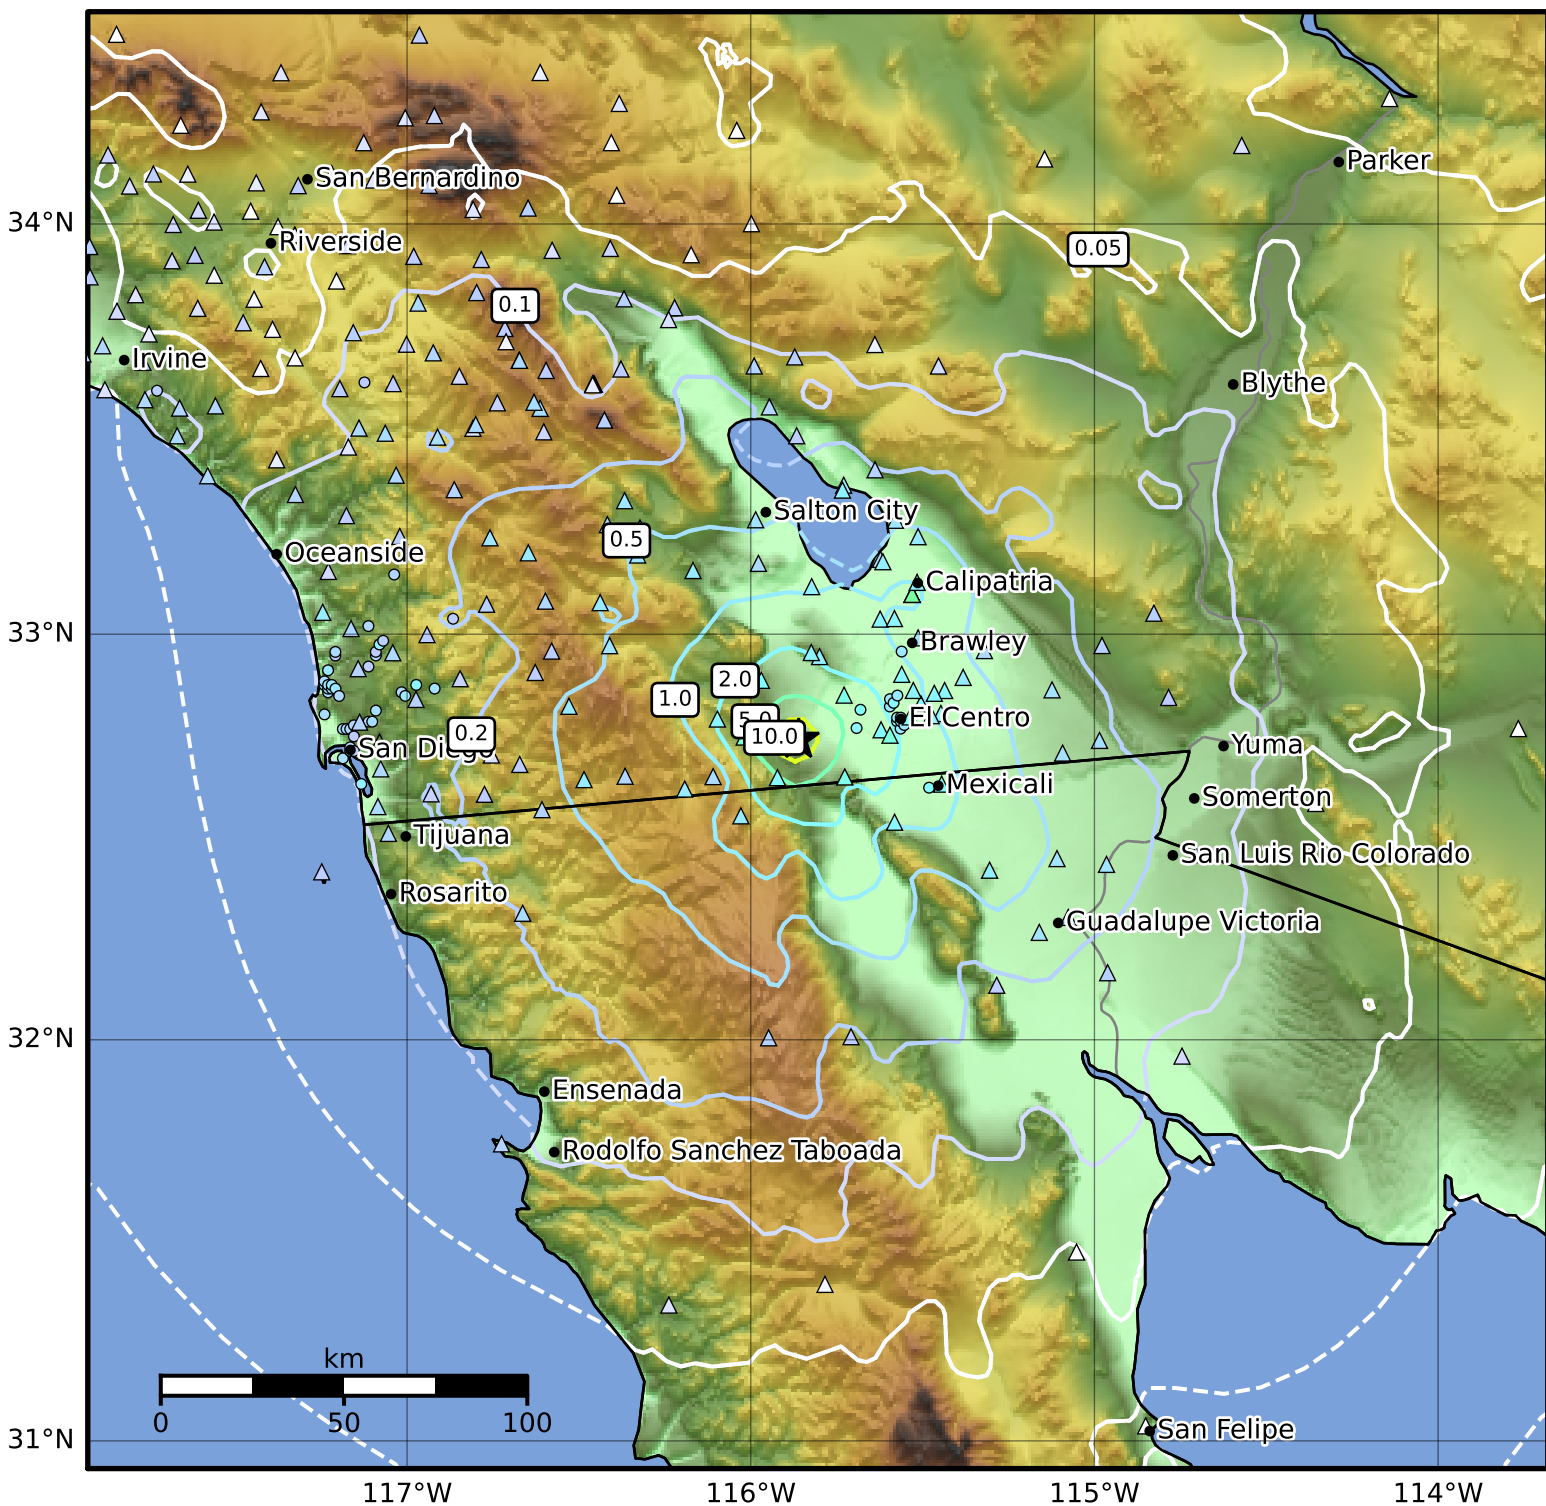 Parker
San Bernardino
34°N
Riverside
0.05
0.1
Irvine
Blythe
Salton City
0.5
Oceanside
Calipatria
33°N
Brawley
2.0
1.0
5.0
El Centro
0.2
10.0
San Diego
Yuma
Mexicali
Somerton
Tijuana
San Luis Rio Colorado
Rosarito
Guadalupe Victoria
32°N
Ensenada
Rodolfo Sanchez Taboada
km
0 50 100
San Felipe
31°N
117°W 116°W 115°W 114°W